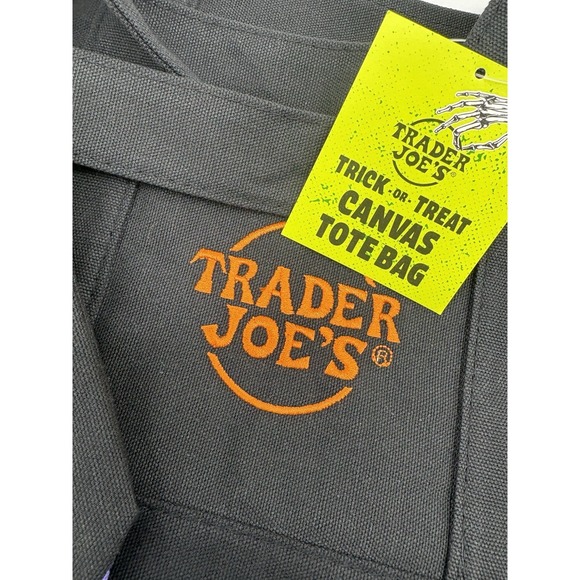 TRADER
JOE'S®
TRICK -OR- TREAT
CANVAS
TOTE BAG
TRADER
JOE'S®